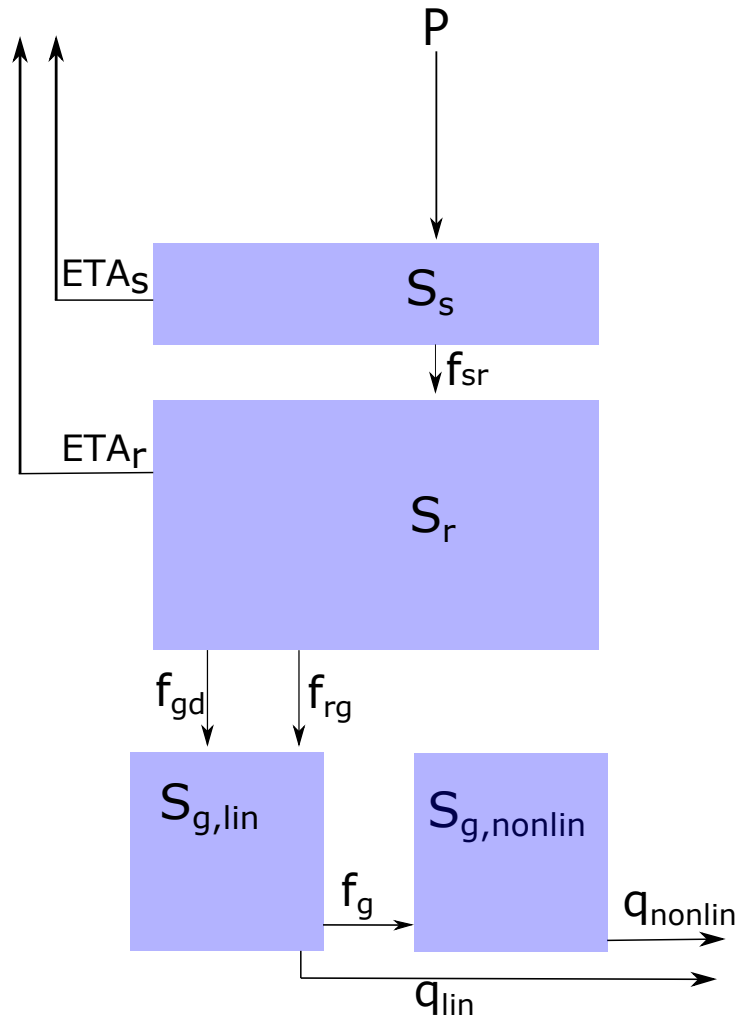 P
ETAs
Ss
fsr
ETAr
Sr
fgd
frg
Sg,lin
Sg,nonlin
fg
qnonlin
qlin